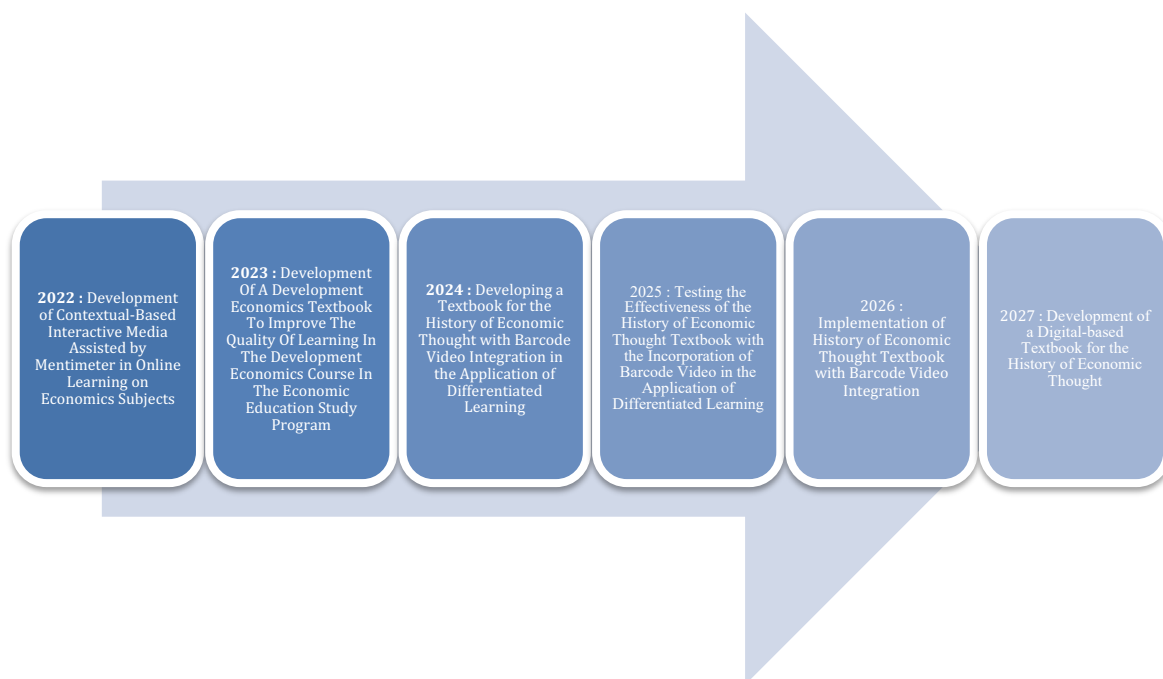 2022 : Development
of Contextual-Based
Interactive Media
Assisted by
Mentimeter in Online
Learning on
Economics Subjects
2023 : Development
Of A Development
Economics Textbook
To Improve The
Quality Of Learning In
The Development
Economics Course In
The Economic
Education Study
Program
2024 : Developing a
Textbook for the
History of Economic
Thought with Barcode
Video Integration in
the Application of
Differentiated
Learning
2025 : Testing the
Effectiveness of the
History of Economic
Thought Textbook with
the Incorporation of
Barcode Video in the
Application of
Differentiated Learning
2026 :
Implementation of
History of Economic
Thought Textbook
with Barcode Video
Integration
2027 : Development of
a Digital-based
Textbook for the
History of Economic
Thought